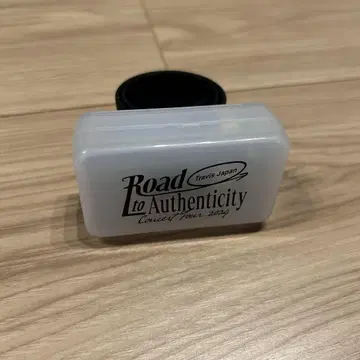 Road
Travis Japan
to Authenticity
Concert Tour 2024